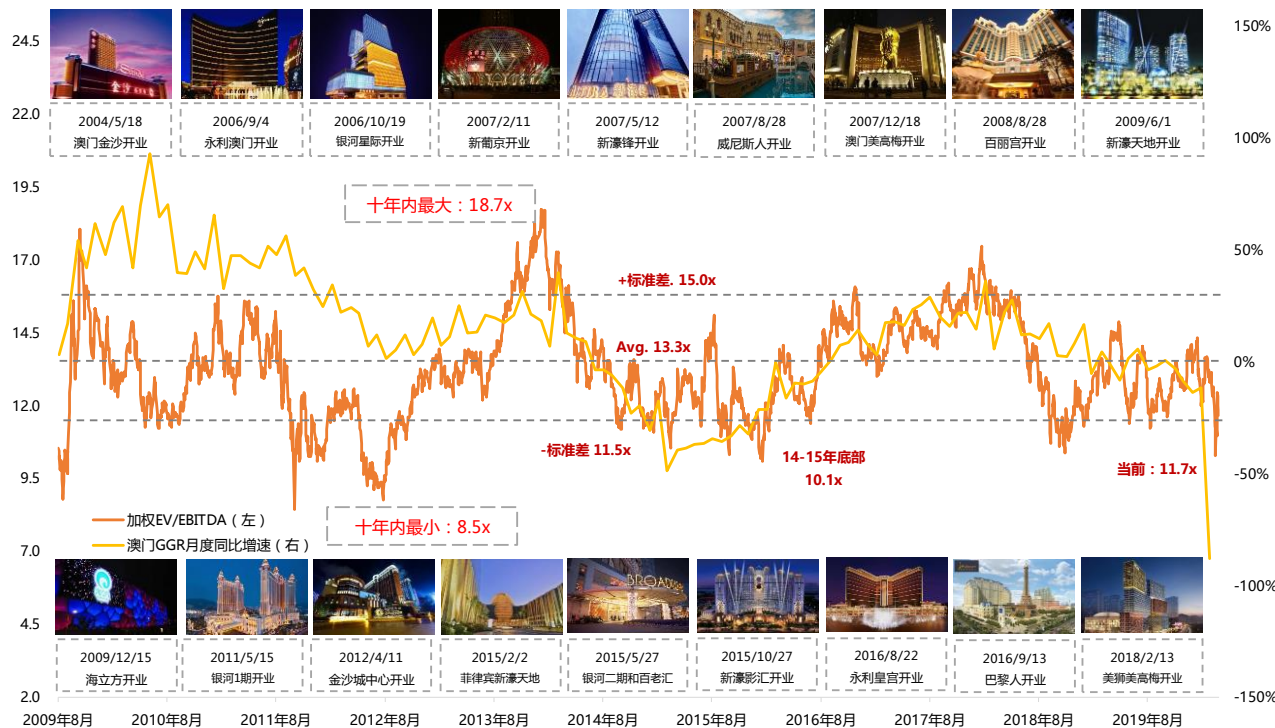 24.5
150%
22.0
2004/5/18
澳门金沙开业
2006/9/4
永利澳门开业
2006/10/19
银河星际开业
2007/2/11
新葡京开业
2007/5/12
新濠锋开业
2007/8/28
威尼斯人开业
2007/12/18
澳门美高梅开业
2008/8/28
百丽宫开业
2009/6/1
新濠天地开业
100%
19.5
十年内最大：18.7x
17.0
50%
+标准差. 15.0x
14.5
Avg. 13.3x
0%
12.0
-标准差 11.5x
14-15年底部
10.1x
当前：11.7x
9.5
-50%
加权EV/EBITDA（左）
十年内最小：8.5x
澳门GGR月度同比增速（右）
7.0
BROADWAY
-100%
4.5
2009/12/15
海立方开业
2011/5/15
银河1期开业
2012/4/11
金沙城中心开业
2015/2/2
菲律宾新濠天地
2015/5/27
银河二期和百老汇
2015/10/27
新濠影汇开业
2016/8/22
永利皇宫开业
2016/9/13
巴黎人开业
2018/2/13
美狮美高梅开业
2.0
-150%
2009年8月
2010年8月
2011年8月
2012年8月
2013年8月
2014年8月
2015年8月
2016年8月
2017年8月
2018年8月
2019年8月